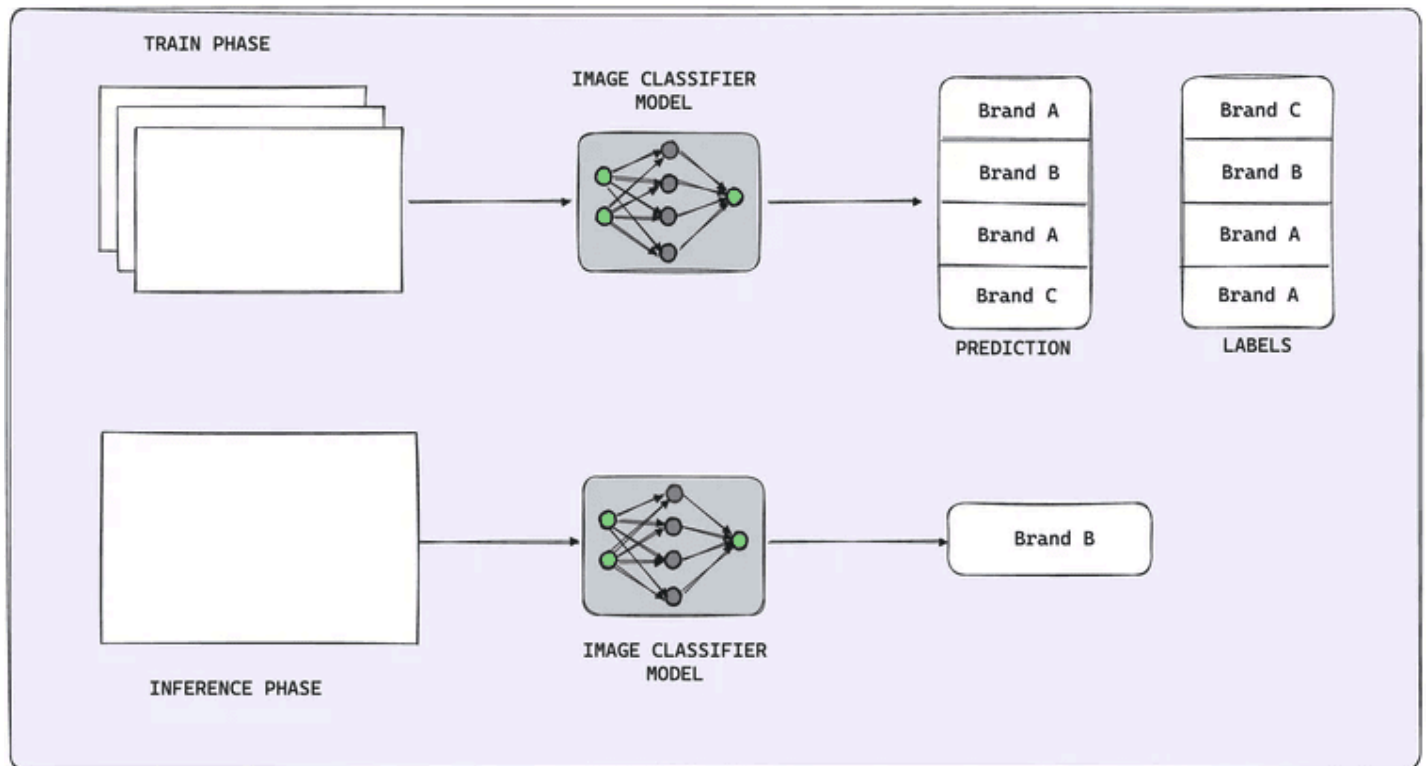 TRAIN PHASE
IMAGE CLASSIFIER
MODEL
Brand A
Brand B
Brand A
Brand C
PREDICTION
Brand C
Brand B
Brand A
Brand A
LABELS
INFERENCE PHASE
IMAGE CLASSIFIER
MODEL
Brand B